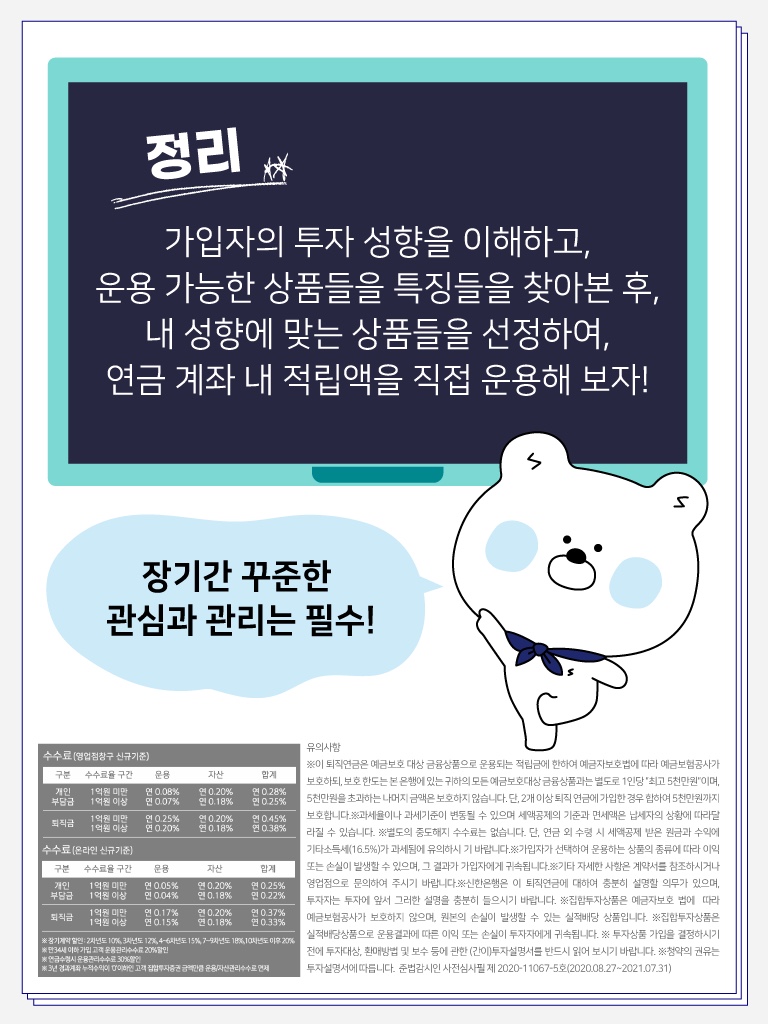 정리
가입자의 투자 성향을 이해하고,
운용 가능한 상품들을 특징들을 찾아본 후,
내 성향에 맞는 상품들을 선정하여,
연금 계좌 내 적립액을 직접 운용해 보자!
장기간 꾸준한
관심과 관리는 필수!
수수료 (영업점창구 신규기준)
구분 수수료율 구간 운용 자산 합계
개인 부담금 1억원 미만 연 0.08% 연 0.20% 연 0.28%
1억원 이상 연 0.07% 연 0.18% 연 0.25%
퇴직금 1억원 미만 연 0.25% 연 0.20% 연 0.45%
1억원 이상 연 0.20% 연 0.18% 연 0.38%
수수료 (온라인 신규기준)
구분 수수료율 구간 운용 자산 합계
개인 부담금 1억원 미만 연 0.05% 연 0.20% 연 0.25%
1억원 이상 연 0.04% 연 0.18% 연 0.22%
퇴직금 1억원 미만 연 0.17% 연 0.20% 연 0.37%
1억원 이상 연 0.15% 연 0.18% 연 0.33%
※ 장기계약 할인 : 2차년도 10%, 3차년도 12%, 4~6차년도 15%, 7~9차년도 18%, 10차년도 이후 20%
※ 만34세 이하 가입 고객 운용관리수수료 20%할인
※ 연금수령시 운용관리수수료 30%할인
※ 3년 경과계좌 누적수익이 '0'이하인 고객 집합투자증권 금액만큼 운용/자산관리수수료 면제
유의사항
※이 퇴직연금은 예금보호 대상 금융상품으로 운용되는 적립금에 한하여 예금자보호법에 따라 예금보험공사가
보호하되, 보호 한도는 본 은행에 있는 귀하의 모든 예금보호대상 금융상품과는 별도로 1인당 "최고 5천만원"이며,
5천만원을 초과하는 나머지 금액은 보호하지 않습니다. 단, 2개 이상 퇴직 연금에 가입한 경우 합하여 5천만원까지
보호합니다.※과세율이나 과세기준이 변동될 수 있으며 세액공제의 기준과 면세액은 납세자의 상황에 따라달
라질 수 있습니다. ※별도의 중도해지 수수료는 없습니다. 단, 연금 외 수령 시 세액공제 받은 원금과 수익에
기타소득세(16.5%)가 과세됨에 유의하시 기 바랍니다.※가입자가 선택하여 운용하는 상품의 종류에 따라 이익
또는 손실이 발생할 수 있으며, 그 결과가 가입자에게 귀속됩니다.※기타 자세한 사항은 계약서를 참조하시거나
영업점으로 문의하여 주시기 바랍니다.※신한은행은 이 퇴직연금에 대하여 충분히 설명할 의무가 있으며,
투자자는 투자에 앞서 그러한 설명을 충분히 들으시기 바랍니다. ※집합투자상품은 예금자보호 법에 따라
예금보험공사가 보호하지 않으며, 원본의 손실이 발생할 수 있는 실적배당 상품입니다. ※집합투자상품은
실적배당상품으로 운용결과에 따른 이익 또는 손실이 투자자에게 귀속됩니다. ※ 투자상품 가입을 결정하시기
전에 투자대상, 환매방법 및 보수 등에 관한 (간이)투자설명서를 반드시 읽어 보시기 바랍니다. ※청약의 권유는
투자설명서에 따릅니다. 준법감시인 사전심사필 제 2020-11067-5호(2020.08.27~2021.07.31)